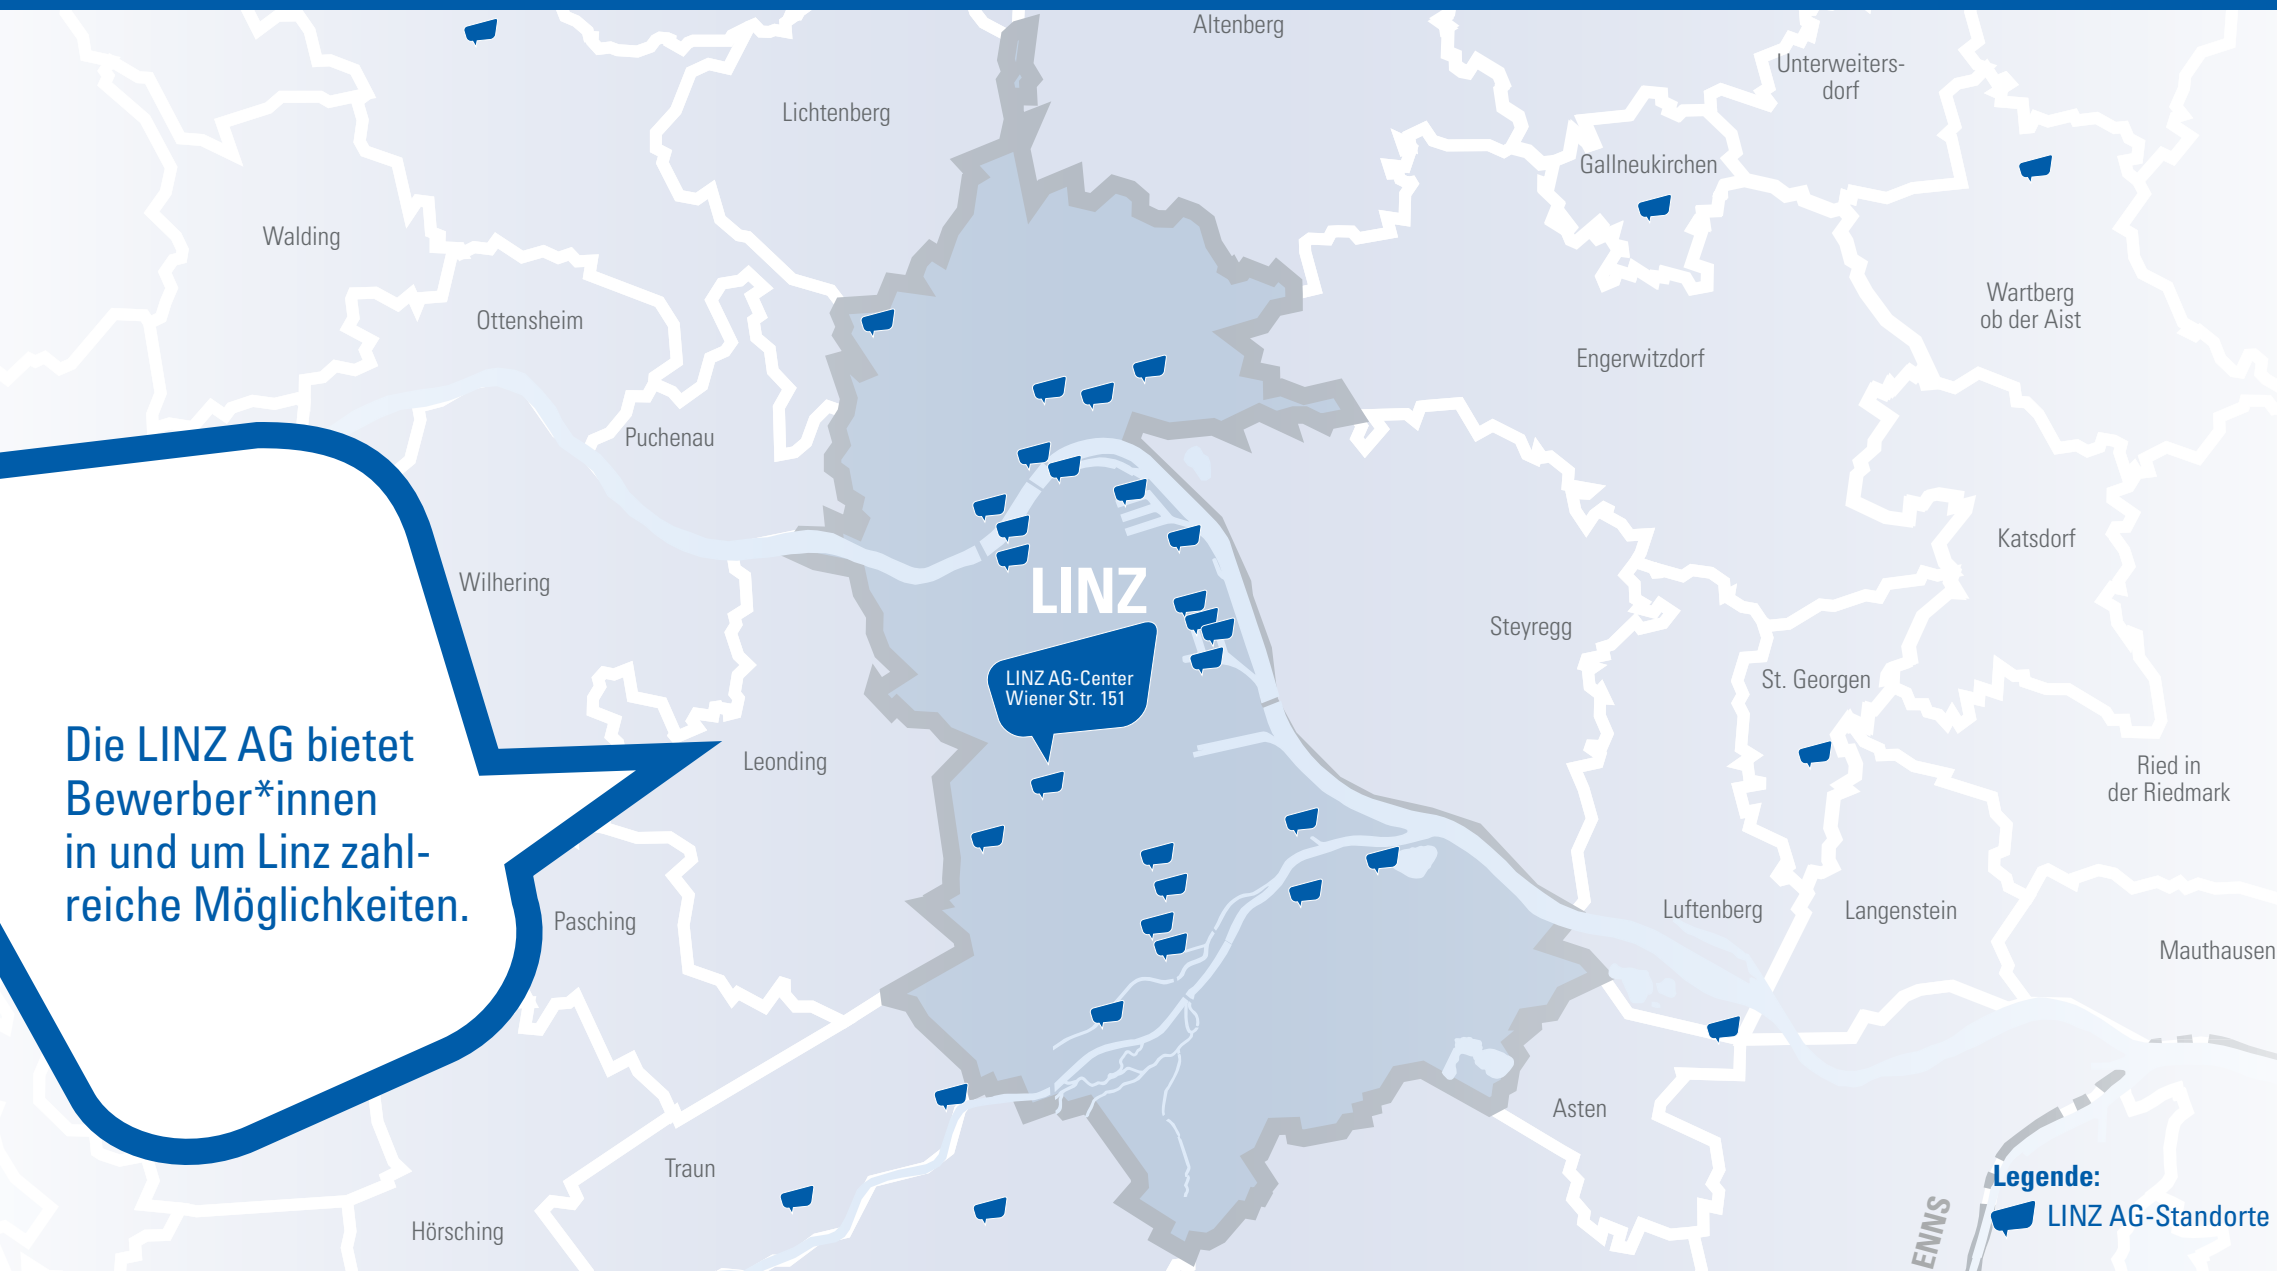 Altenberg
Unterweiters-
dorf
Lichtenberg
Gallneukirchen
Walding
Wartberg
ob der Aist
Ottensheim
Engerwitzdorf
Puchenau
Katsdorf
Wilhering
LINZ
Steyregg
LINZ AG-Center
Wiener Str. 151
St. Georgen
Leonding
Ried in
der Riedmark
Die LINZ AG bietet
Bewerber*innen
in und um Linz zahl-
reiche Möglichkeiten.
Pasching
Luftenberg
Langenstein
Mauthausen
Asten
Traun
Hörsching
ENNS
Legende:
LINZ AG-Standorte